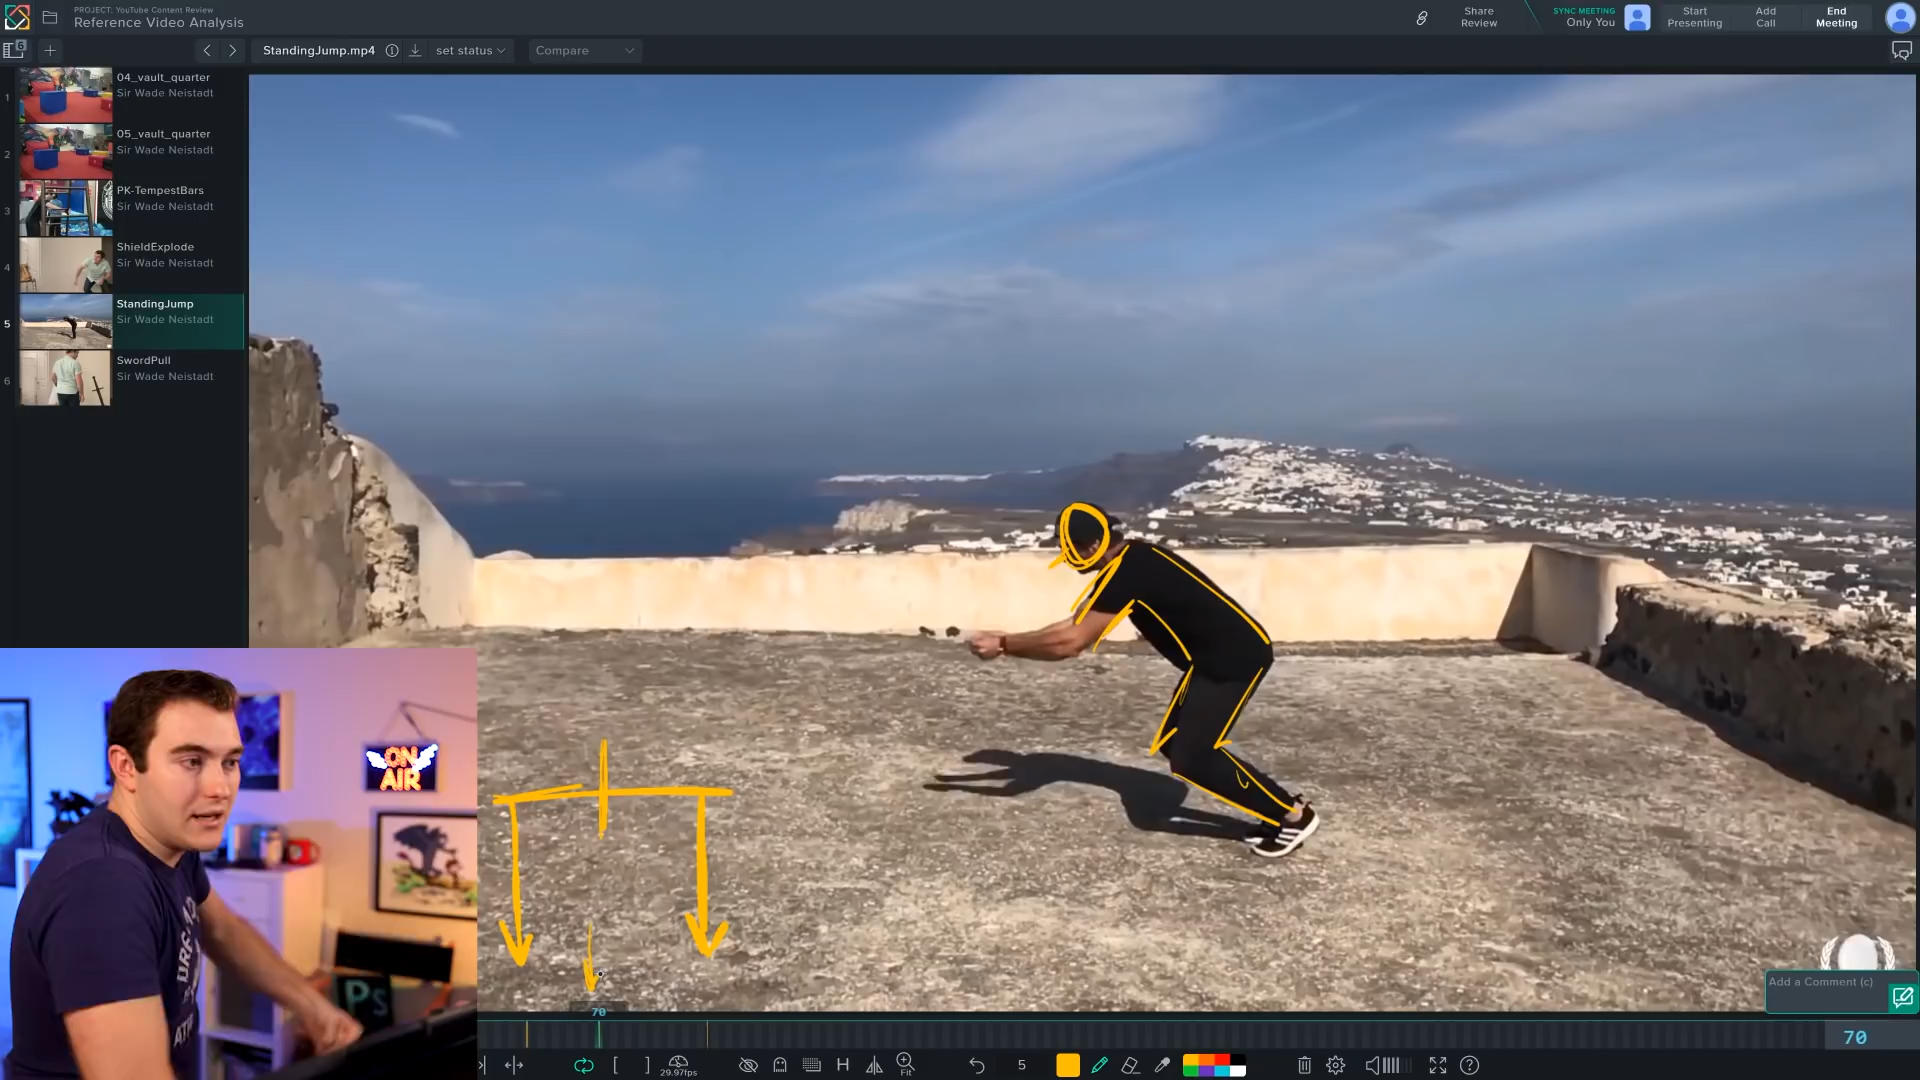 PROJECT: YouTube Content Review
Reference Video Analysis
Share Review
SYNC MEETING
Only You
Start Presenting
Add Call
End Meeting
6
StandingJump.mp4
set status
Compare
1
04_vault_quarter
Sir Wade Neistadt
2
05_vault_quarter
Sir Wade Neistadt
3
PK-TempestBars
Sir Wade Neistadt
4
ShieldExplode
Sir Wade Neistadt
5
StandingJump
Sir Wade Neistadt
6
SwordPull
Sir Wade Neistadt
ON AIR
Ps
Add a Comment (c)
70
70
29.97fps
H
Fit
5